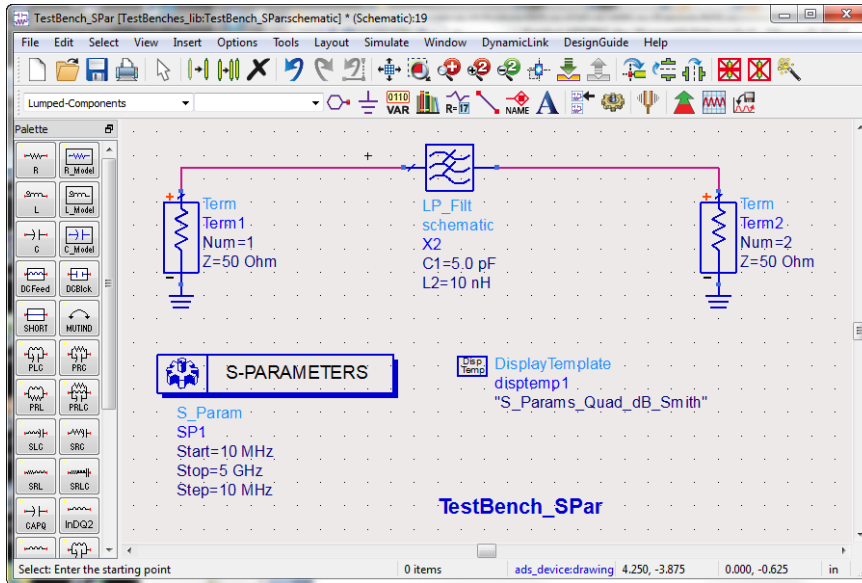 TestBench_SPar [TestBenches_lib:TestBench_SPar:schematic] * (Schematic):19
File Edit Select View Insert Options Tools Layout Simulate Window DynamicLink DesignGuide Help
Lumped-Components
0110
VAR
R=17
NAME
A
Palette
R R_Model
L L_Model
C C_Model
DCFeed DCBlck
SHORT MUTIND
PLC PRC
PRL PRLC
SLC SRC
SRL SRLC
CAPQ InDQ2
Term
Term1
Num=1
Z=50 Ohm
LP_Filt
schematic
X2
C1=5.0 pF
L2=10 nH
Term
Term2
Num=2
Z=50 Ohm
S-PARAMETERS
S_Param
SP1
Start=10 MHz
Stop=5 GHz
Step=10 MHz
Disp
Temp
DisplayTemplate
disptemp1
"S_Params_Quad_dB_Smith"
TestBench_SPar
Select: Enter the starting point 0 items ads_device:drawing 4.250, -3.875 0.000, -0.625 in